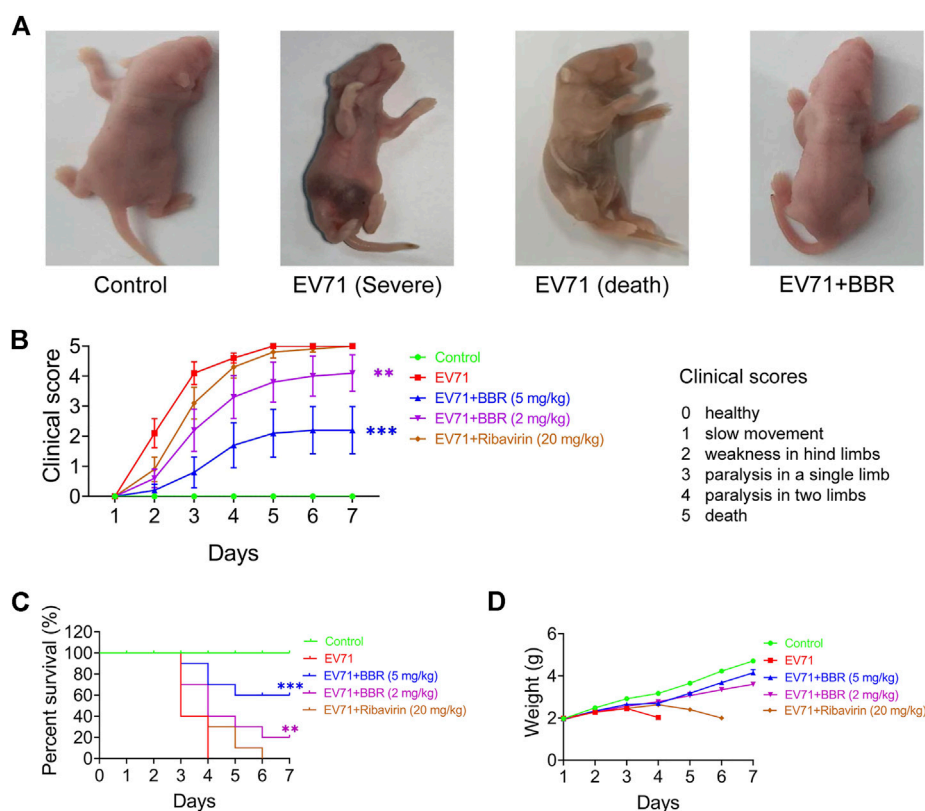 A
Control
EV71 (Severe)
EV71 (death)
EV71+BBR
B
Clinical score
5
4
3
2
1
0
1 2 3 4 5 6 7
Days
Control
EV71
EV71+BBR (5 mg/kg)
EV71+BBR (2 mg/kg)
EV71+Ribavirin (20 mg/kg)
**
***
Clinical scores
0 healthy
1 slow movement
2 weakness in hind limbs
3 paralysis in a single limb
4 paralysis in two limbs
5 death
C
Percent survival (%)
120
100
80
60
40
20
0
0 1 2 3 4 5 6 7
Days
Control
EV71
EV71+BBR (5 mg/kg)
EV71+BBR (2 mg/kg)
EV71+Ribavirin (20 mg/kg)
***
**
D
Weight (g)
6
4
2
0
1 2 3 4 5 6 7
Days
Control
EV71
EV71+BBR (5 mg/kg)
EV71+BBR (2 mg/kg)
EV71+Ribavirin (20 mg/kg)